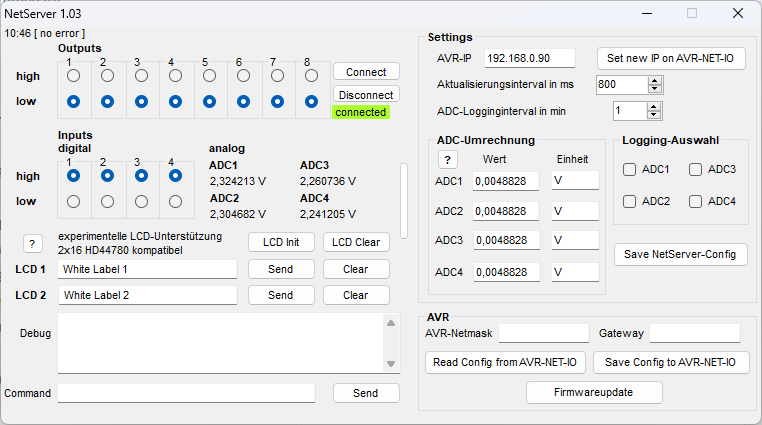 NetServer 1.03
10:46 [ no error ]
Outputs
1 2 3 4 5 6 7 8
high
low
Connect
Disconnect
connected
Inputs
digital
analog
1 2 3 4
high
low
ADC1 ADC3
2,324213 V 2,260736 V
ADC2 ADC4
2,304682 V 2,241205 V
?
experimentelle LCD-Unterstützung
2x16 HD44780 kompatibel
LCD Init LCD Clear
LCD 1 White Label 1 Send Clear
LCD 2 White Label 2 Send Clear
Debug
Command Send
Settings
AVR-IP 192.168.0.90 Set new IP on AVR-NET-IO
Aktualisierungsinterval in ms 800
ADC-Logginginterval in min 1
ADC-Umrechnung
? Wert Einheit
ADC1 0,0048828 V
ADC2 0,0048828 V
ADC3 0,0048828 V
ADC4 0,0048828 V
Logging-Auswahl
ADC1 ADC3
ADC2 ADC4
Save NetServer-Config
AVR
AVR-Netmask Gateway
Read Config from AVR-NET-IO Save Config to AVR-NET-IO
Firmwareupdate